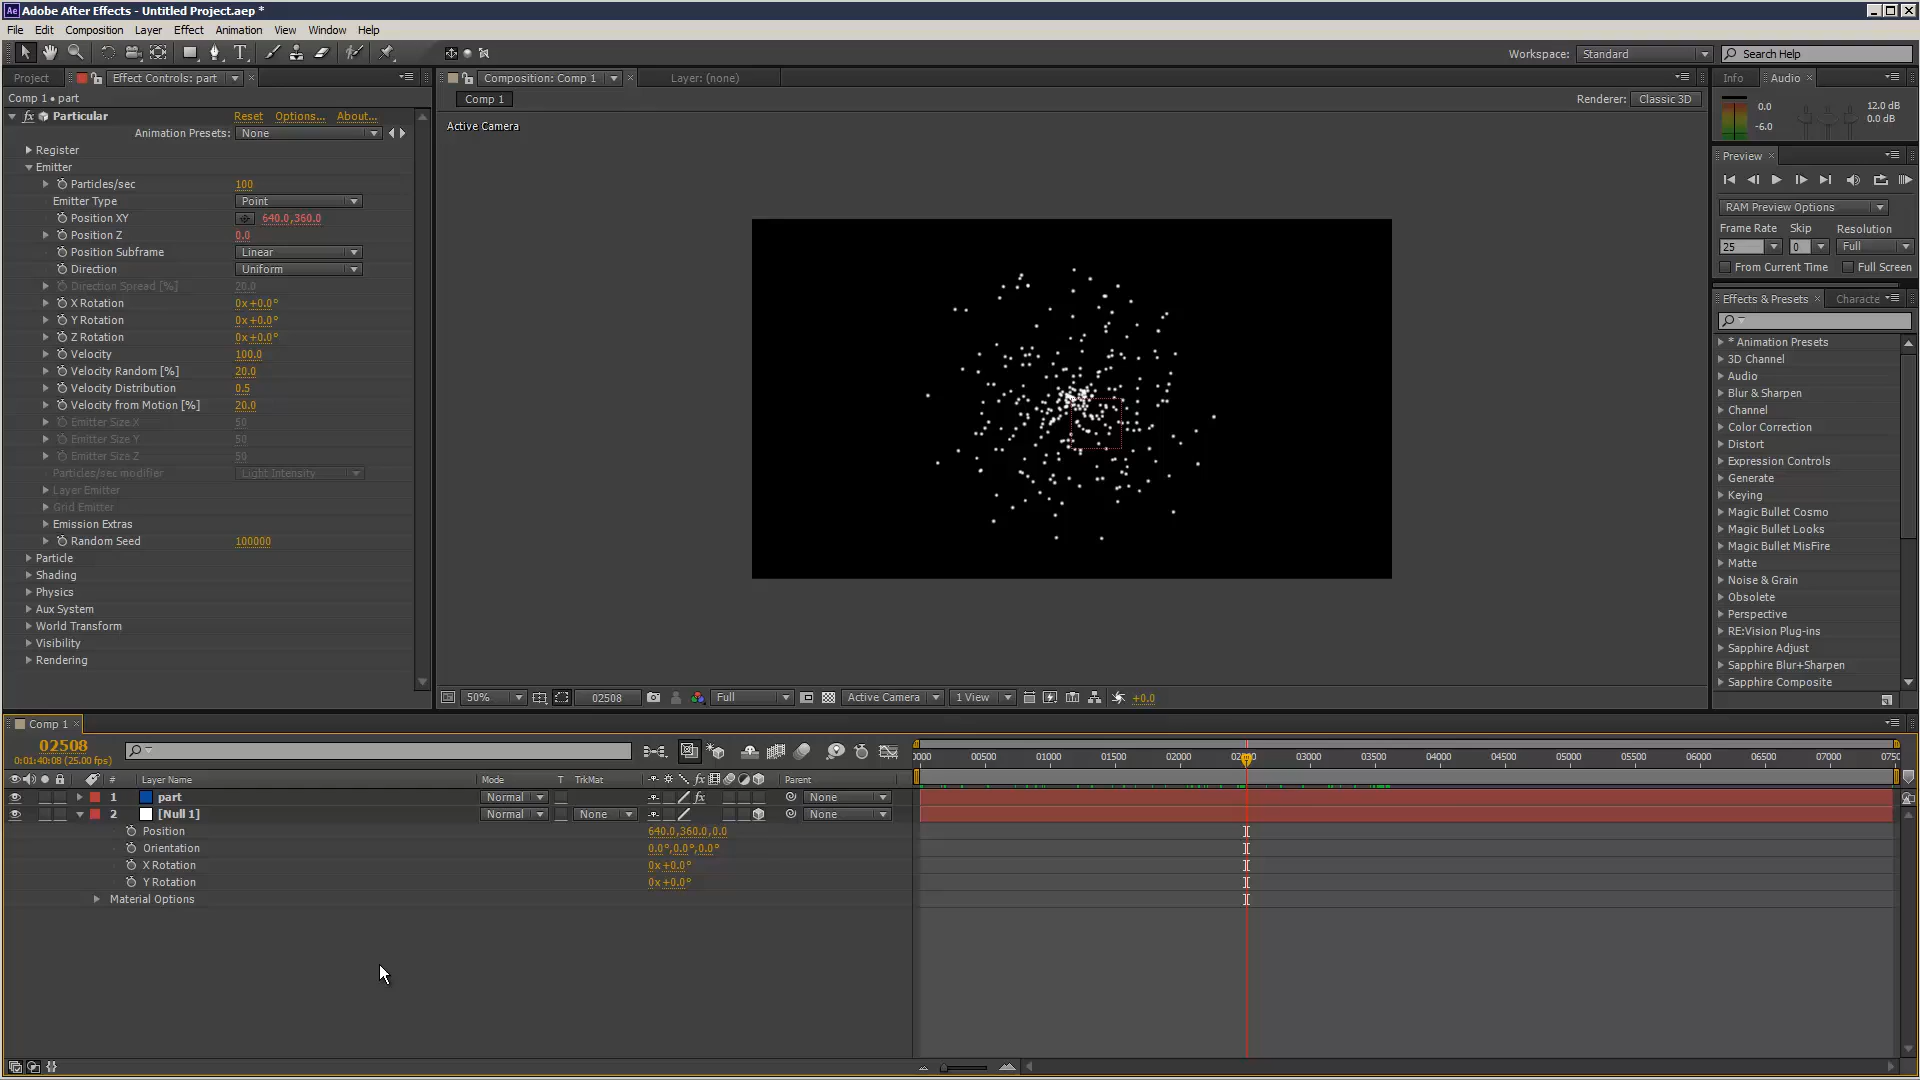 Adobe After Effects - Untitled Project.aep *
File Edit Composition Layer Effect Animation View Window Help
Workspace: Standard Search Help
Project Effect Controls: part Composition: Comp 1 Layer: (none) Info Audio
Comp 1 • part
Comp 1 Renderer: Classic 3D
Active Camera
Particular Reset Options... About...
Animation Presets: None
Register
Emitter
Particles/sec 100
Emitter Type Point
Position XY 640.0,360.0
Position Z 0.0
Position Subframe Linear
Direction Uniform
Direction Spread [%] 20.0
X Rotation 0x+0.0°
Y Rotation 0x+0.0°
Z Rotation 0x+0.0°
Velocity 100.0
Velocity Random [%] 20.0
Velocity Distribution 0.5
Velocity from Motion [%] 20.0
Emitter Size X 50
Emitter Size Y 50
Emitter Size Z 50
Particles/sec modifier Light Intensity
Layer Emitter
Grid Emitter
Emission Extras
Random Seed 100000
Particle
Shading
Physics
Aux System
World Transform
Visibility
Rendering
0.0 12.0 dB
-6.0 0.0 dB
Preview
RAM Preview Options
Frame Rate Skip Resolution
25 0 Full
From Current Time Full Screen
Effects & Presets Characte
* Animation Presets
3D Channel
Audio
Blur & Sharpen
Channel
Color Correction
Distort
Expression Controls
Generate
Keying
Magic Bullet Cosmo
Magic Bullet Looks
Magic Bullet MisFire
Matte
Noise & Grain
Obsolete
Perspective
RE:Vision Plug-ins
Sapphire Adjust
Sapphire Blur+Sharpen
Sapphire Composite
50% 02508 Full Active Camera 1 View +0.0
Comp 1
02508
0:01:40:08 (25.00 fps)
00500 01000 01500 02000 03000 03500 04000 04500 05000 05500 06000 06500 07000
# Layer Name Mode T TrkMat Parent
1 part Normal None
2 [Null 1] Normal None None
Position 640.0,360.0,0.0
Orientation 0.0°,0.0°,0.0°
X Rotation 0x+0.0°
Y Rotation 0x+0.0°
Material Options